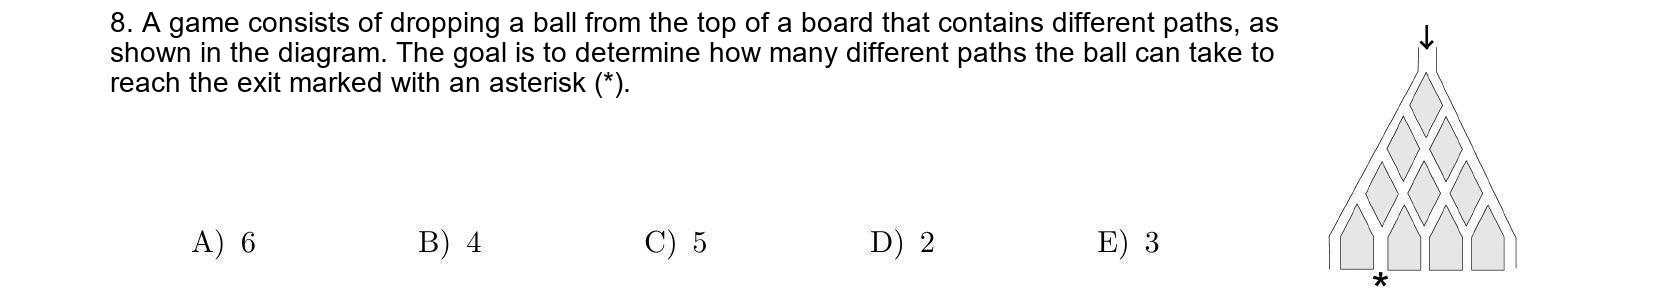 8. A game consists of dropping a ball from the top of a board that contains different paths, as
shown in the diagram. The goal is to determine how many different paths the ball can take to
reach the exit marked with an asterisk (*).
A) 6 B) 4 C) 5 D) 2 E) 3
*